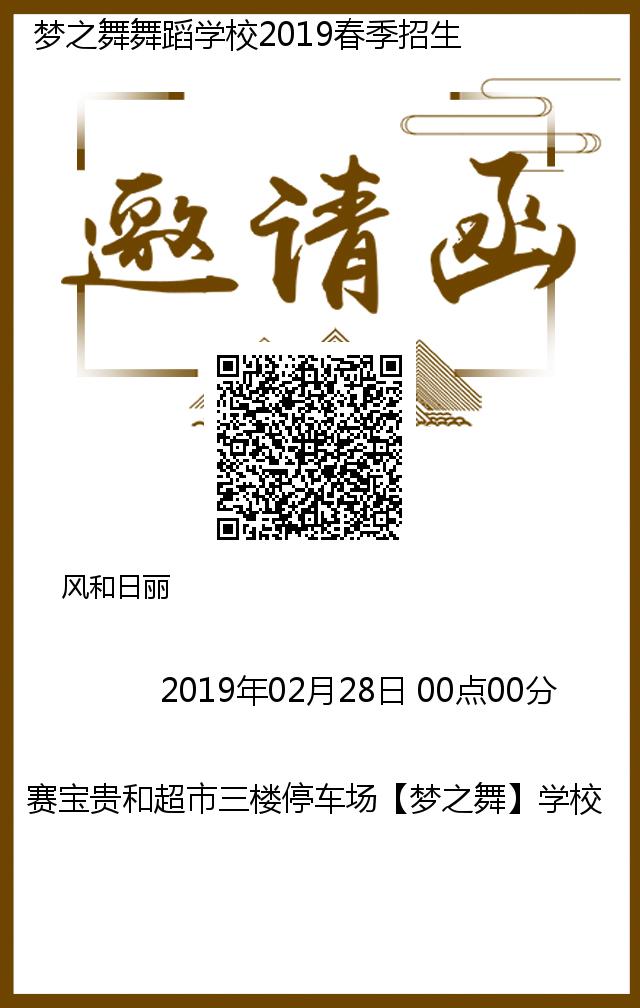 梦之舞舞蹈学校2019春季招生
邀请函
风和日丽
2019年02月28日 00点00分
赛宝贵和超市三楼停车场【梦之舞】学校